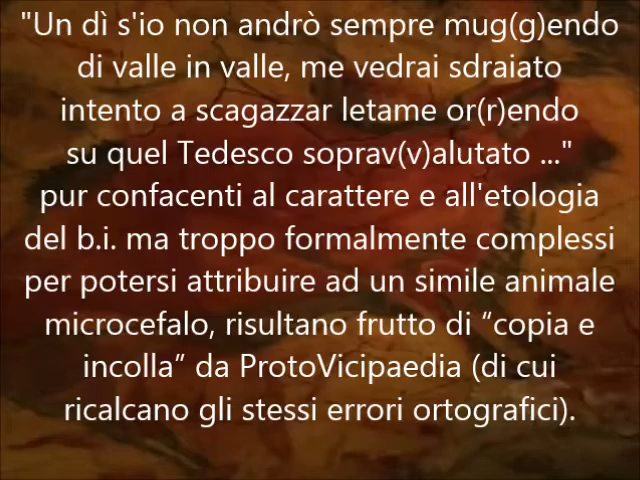 "Un dì s'io non andrò sempre mug(g)endo
di valle in valle, me vedrai sdraiato
intento a scagazzar letame or(r)endo
su quel Tedesco soprav(v)alutato ..."
pur confacenti al carattere e all'etologia
del b.i. ma troppo formalmente complessi
per potersi attribuire ad un simile animale
microcefalo, risultano frutto di “copia e
incolla” da ProtoVicipaedia (di cui
ricalcano gli stessi errori ortografici).